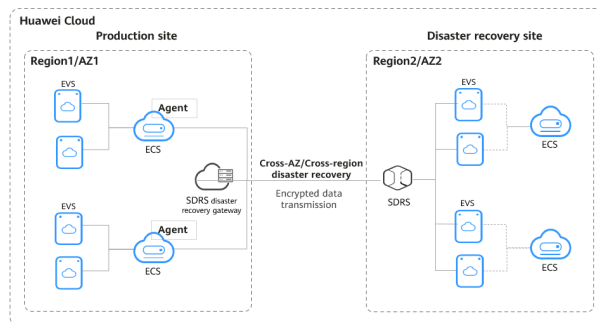 Huawei Cloud
Production site
Disaster recovery site
Region1/AZ1
EVS
Agent
ECS
SDRS disaster
recovery gateway
EVS
Agent
ECS
Cross-AZ/Cross-region
disaster recovery
Encrypted data
transmission
Region2/AZ2
SDRS
EVS
ECS
EVS
ECS